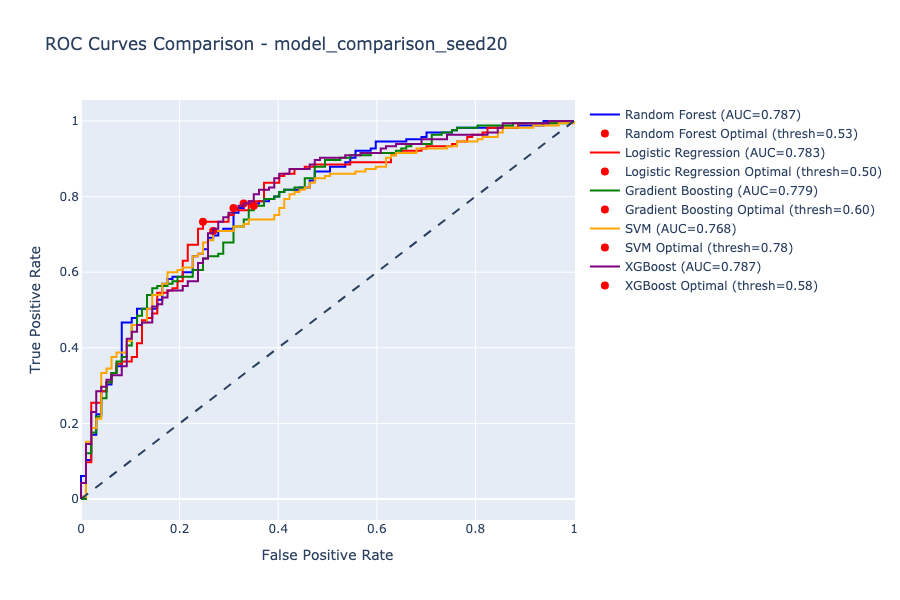 ROC Curves Comparison - model_comparison_seed20
Random Forest (AUC=0.787)
Random Forest Optimal (thresh=0.53)
Logistic Regression (AUC=0.783)
Logistic Regression Optimal (thresh=0.50)
Gradient Boosting (AUC=0.779)
Gradient Boosting Optimal (thresh=0.60)
SVM (AUC=0.768)
SVM Optimal (thresh=0.78)
XGBoost (AUC=0.787)
XGBoost Optimal (thresh=0.58)
True Positive Rate
1
0.8
0.6
0.4
0.2
0
0 0.2 0.4 0.6 0.8 1
False Positive Rate